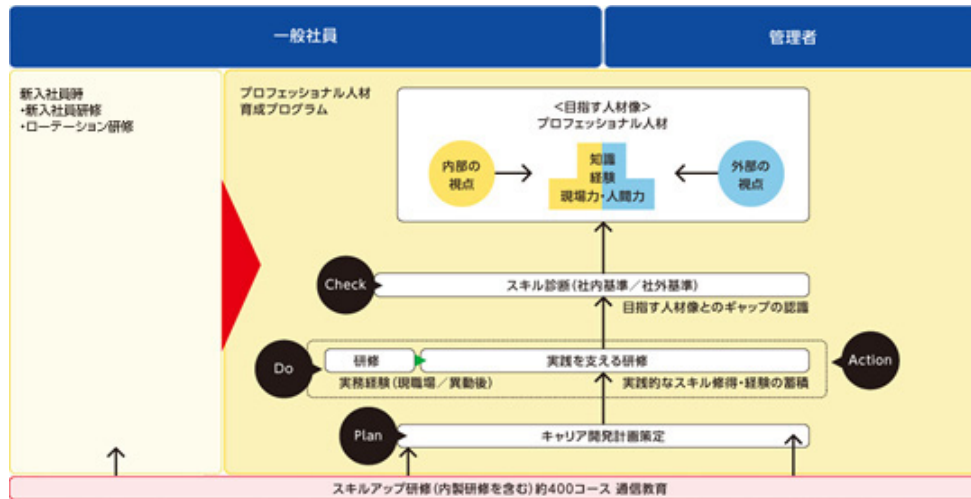 一般社員
管理者
新入社員時
・新入社員研修
・ローテーション研修
プロフェッショナル人材
育成プログラム
<目指す人材像>
プロフェッショナル人材
内部の
視点
知識
経験
現場力・人間力
外部の
視点
Check
スキル診断(社内基準／社外基準)
目指す人材像とのギャップの認識
Do
研修
実践を支える研修
Action
実務経験(現職場／異動後)
実践的なスキル修得・経験の蓄積
Plan
キャリア開発計画策定
スキルアップ研修(内製研修を含む)約400コース 通信教育